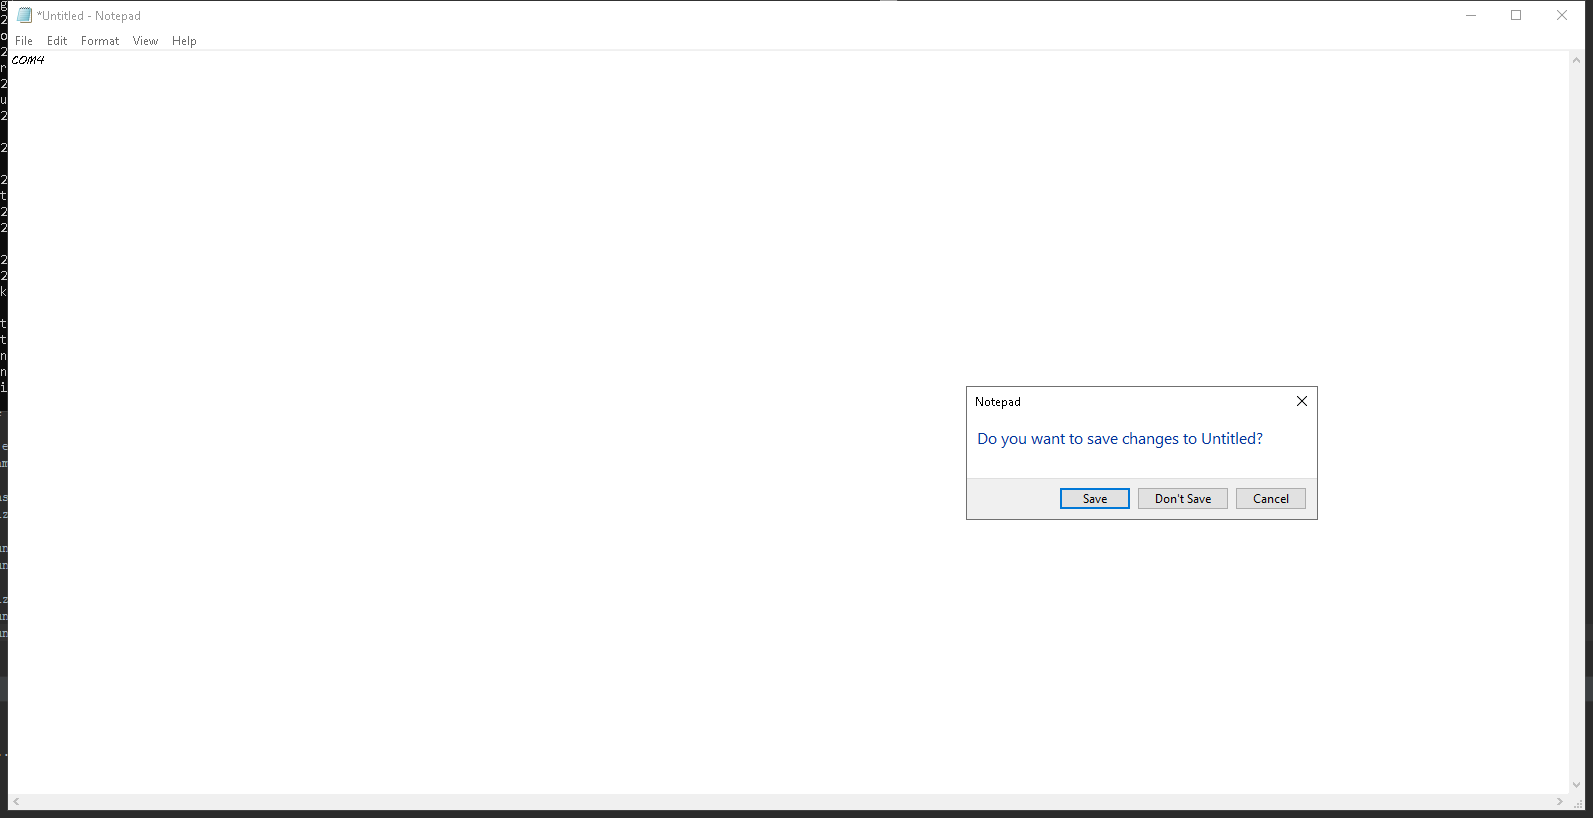 *Untitled - Notepad
File Edit Format View Help
COM4
Notepad
Do you want to save changes to Untitled?
Save Don't Save Cancel